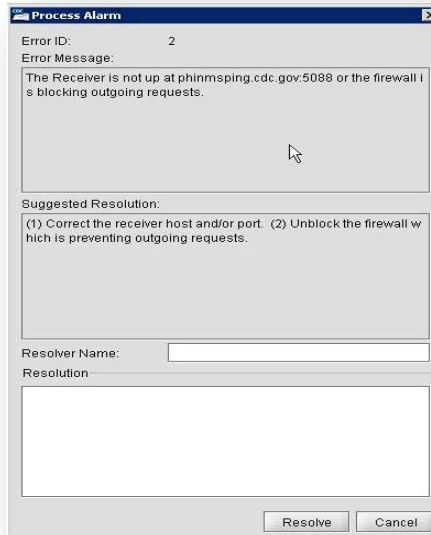 CDC Process Alarm
Error ID: 2
Error Message:
The Receiver is not up at phinmsping.cdc.gov:5088 or the firewall i
s blocking outgoing requests.
Suggested Resolution:
(1) Correct the receiver host and/or port. (2) Unblock the firewall w
hich is preventing outgoing requests.
Resolver Name:
Resolution
Resolve Cancel